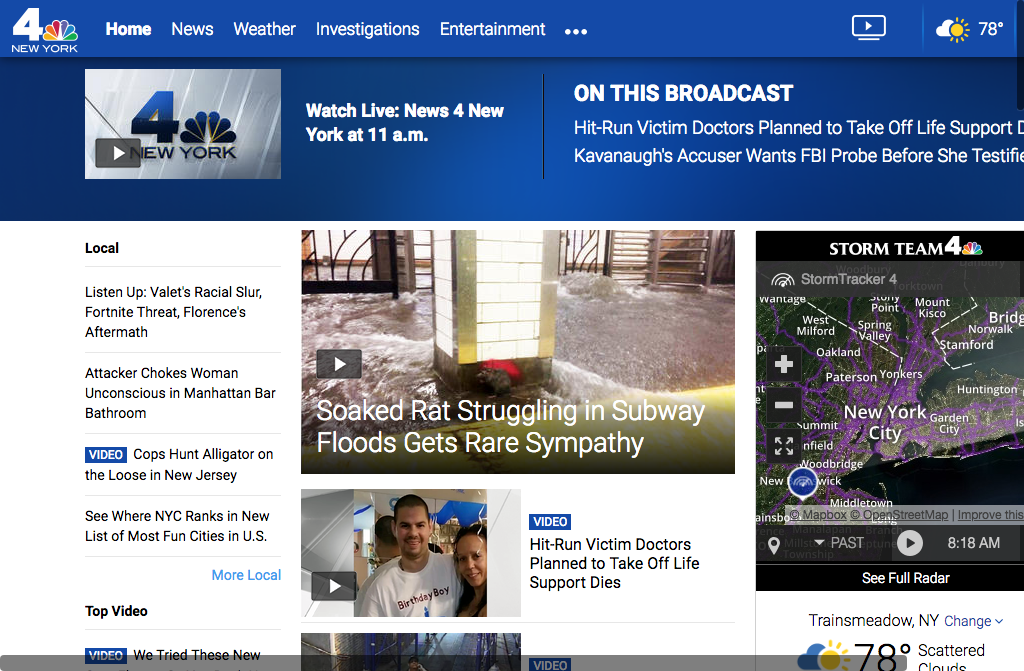 4
NEW YORK
Home
News
Weather
Investigations
Entertainment
78°
4
NEW YORK
Watch Live: News 4 New
York at 11 a.m.
ON THIS BROADCAST
Hit-Run Victim Doctors Planned to Take Off Life Support
Kavanaugh's Accuser Wants FBI Probe Before She
Local
Listen Up: Valet's Racial Slur,
Fortnite Threat, Florence's
Aftermath
Attacker Chokes Woman
Unconscious in Manhattan Bar
Bathroom
VIDEO Cops Hunt Alligator on
the Loose in New Jersey
See Where NYC Ranks in New
List of Most Fun Cities in U.S.
More Local
Top Video
VIDEO We Tried These New
Soaked Rat Struggling in Subway
Floods Gets Rare Sympathy
BirthdayBoy
VIDEO
Hit-Run Victim Doctors
Planned to Take Off Life
Support Dies
VIDEO
STORM TEAM 4
StormTracker 4
Woodbury
Yorktown
Wantage
Stony
Point
Mount
Kisco
West
Milford
Spring
Valley
Norwalk
Stamford
Oakland
Paterson
Yonkers
Huntington
New York
City
Garden
City
Summit
Woodbridge
New
Middletown
Long
© Mapbox © OpenStreetMap | Improve this
PAST
8:18 AM
See Full Radar
Trainsmeadow, NY Change
78°
Scattered
Clouds